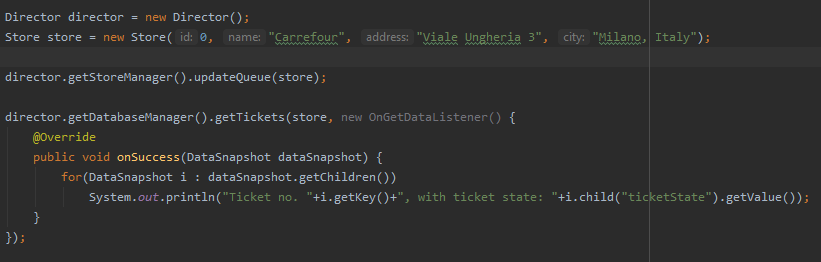 Director director = new Director();
Store store = new Store( id: 0, name: "Carrefour", address: "Viale Ungheria 3", city: "Milano, Italy");
director.getStoreManager().updateQueue(store);
director.getDatabaseManager().getTickets(store, new OnGetDataListener() {
@Override
public void onSuccess(DataSnapshot dataSnapshot) {
for(DataSnapshot i : dataSnapshot.getChildren())
System.out.println("Ticket no. "+i.getKey()+", with ticket state: "+i.child("ticketState").getValue());
}
});